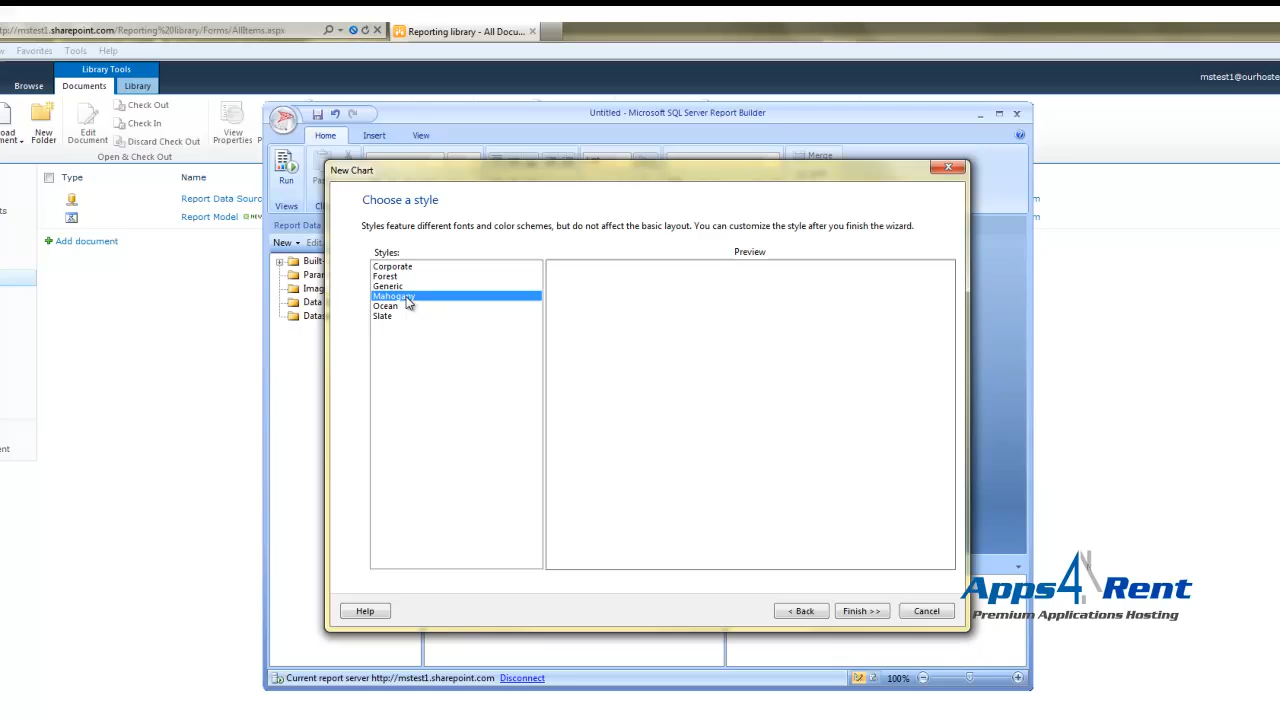 http://mstest1.sharepoint.com/Reporting%20library/Forms/AllItems.aspx
Reporting library - All Docu...
Favorites Tools Help
Library Tools
Browse Documents Library
mstest1@ourhoste
New Folder
Edit Document
Check Out
Check In
Discard Check Out
View Properties
Open & Check Out
Type Name
Report Data Sourc
Report Model
Add document
Untitled - Microsoft SQL Server Report Builder
Home Insert View
Run
Merge
Views
Report Data
New Edit
Built-
Para
Imag
Data
Datas
New Chart
Choose a style
Styles feature different fonts and color schemes, but do not affect the basic layout. You can customize the style after you finish the wizard.
Styles:
Preview
Corporate
Forest
Generic
Mahogany
Ocean
Slate
Help
< Back
Finish >>
Cancel
Current report server http://mstest1.sharepoint.com Disconnect
100%
Apps4Rent
Premium Applications Hosting